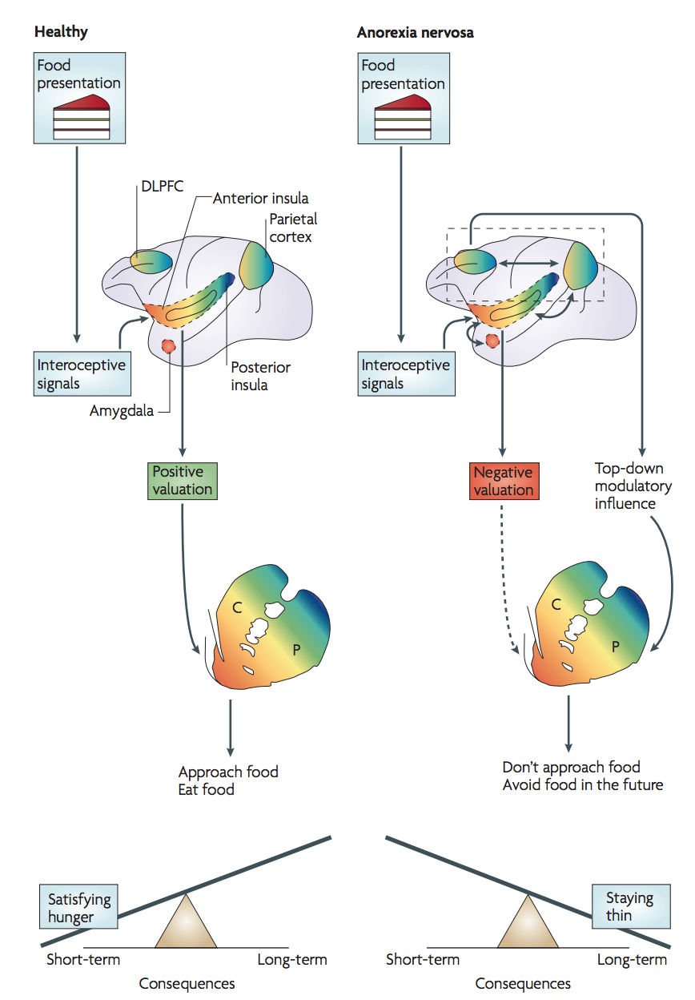 Healthy
Food
presentation
DLPFC
Anterior insula
Parietal
cortex
Interoceptive
signals
Posterior
insula
Amygdala
Positive
valuation
C
P
Approach food
Eat food
Satisfying
hunger
Short-term
Long-term
Consequences
Anorexia nervosa
Food
presentation
Interoceptive
signals
Negative
valuation
Top-down
modulatory
influence
C
P
Don't approach food
Avoid food in the future
Staying
thin
Short-term
Long-term
Consequences